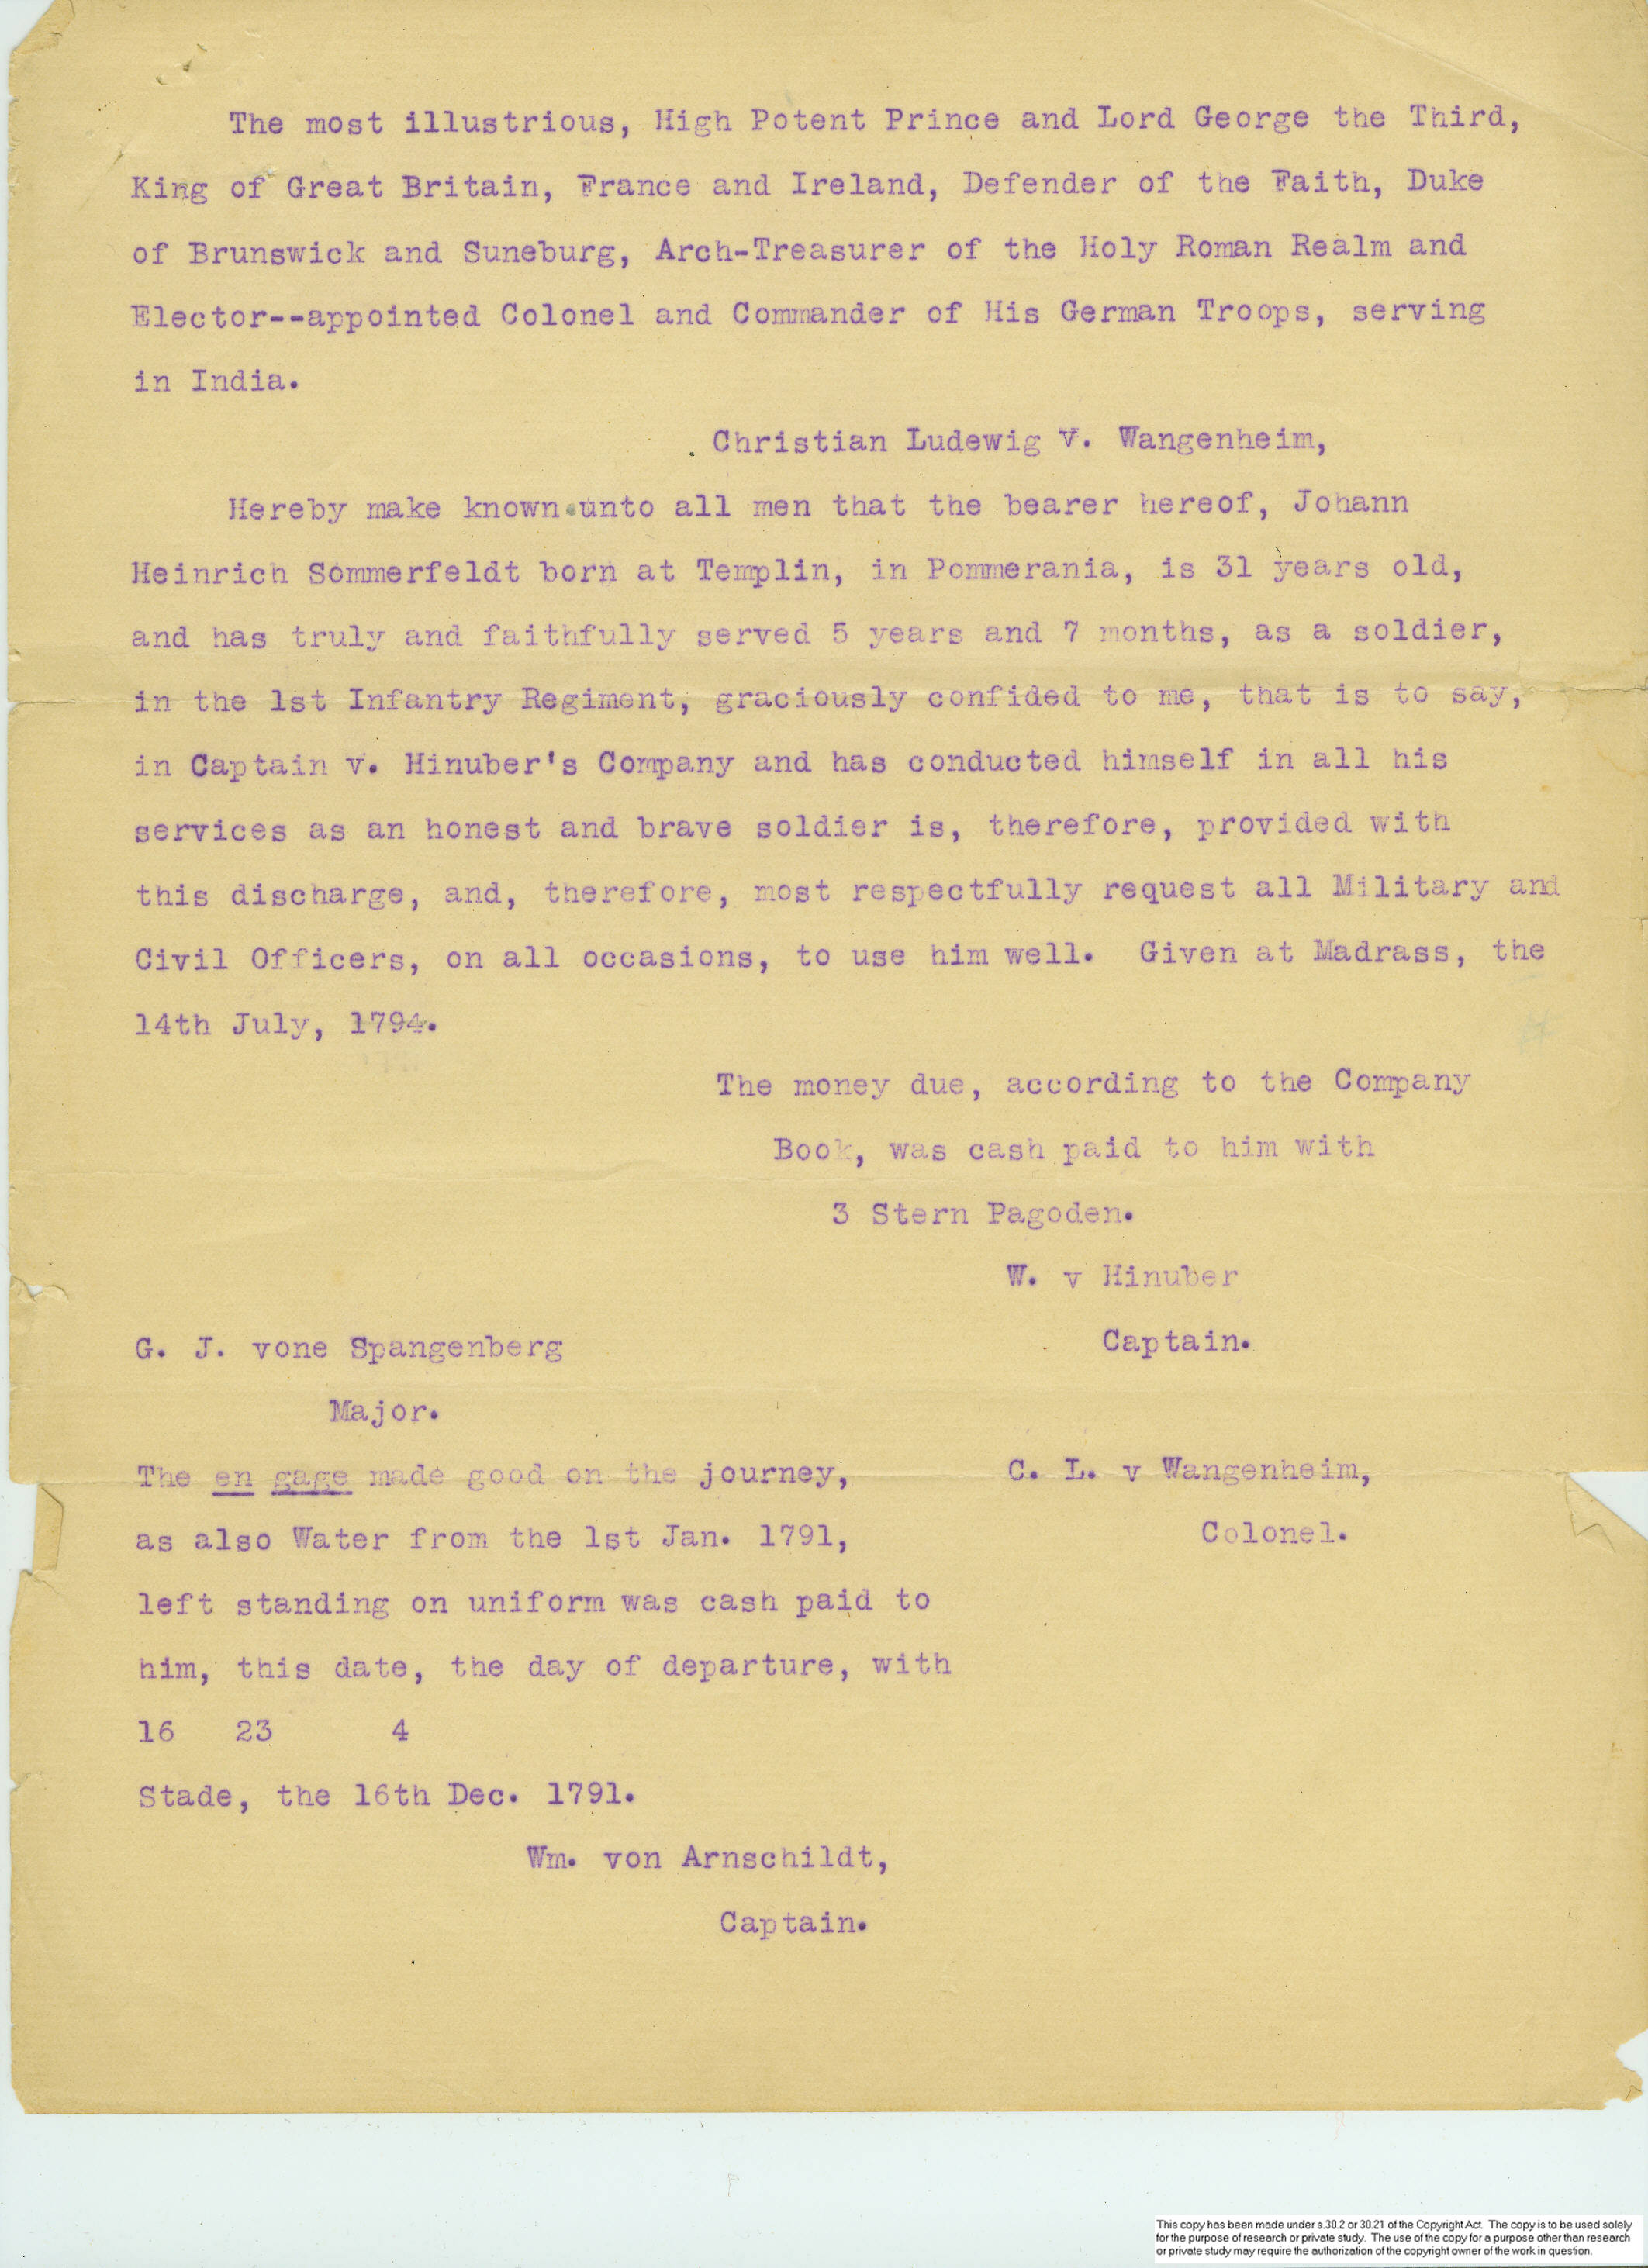 The most illustrious, High Potent Prince and Lord George the Third,
King of Great Britain, France and Ireland, Defender of the Faith, Duke
of Brunswick and Suneburg, Arch-Treasurer of the Holy Roman Realm and
Elector--appointed Colonel and Commander of His German Troops, serving
in India.
Christian Ludewig V. Wangenheim,
Hereby make known unto all men that the bearer hereof, Johann
Heinrich Sommerfeldt born at Templin, in Pommerania, is 31 years old,
and has truly and faithfully served 5 years and 7 months, as a soldier,
in the 1st Infantry Regiment, graciously confided to me, that is to say,
in Captain v. Hinuber's Company and has conducted himself in all his
services as an honest and brave soldier is, therefore, provided with
this discharge, and, therefore, most respectfully request all Military and
Civil Officers, on all occasions, to use him well. Given at Madrass, the
14th July, 1794.
The money due, according to the Company
Book, was cash paid to him with
3 Stern Pagoden.
W. v Hinuber
Captain.
G. J. vone Spangenberg
Major.
The en gage made good on the journey,
as also Water from the 1st Jan. 1791,
left standing on uniform was cash paid to
him, this date, the day of departure, with
16 23 4
Stade, the 16th Dec. 1791.
Wm. von Arnschildt,
Captain.
C. L. v Wangenheim,
Colonel.
This copy has been made under s.30.2 or 30.21 of the Copyright Act. The copy is to be used solely
for the purpose of research or private study. The use of the copy for a purpose other than research
or private study may require the authorization of the copyright owner of the work in question.